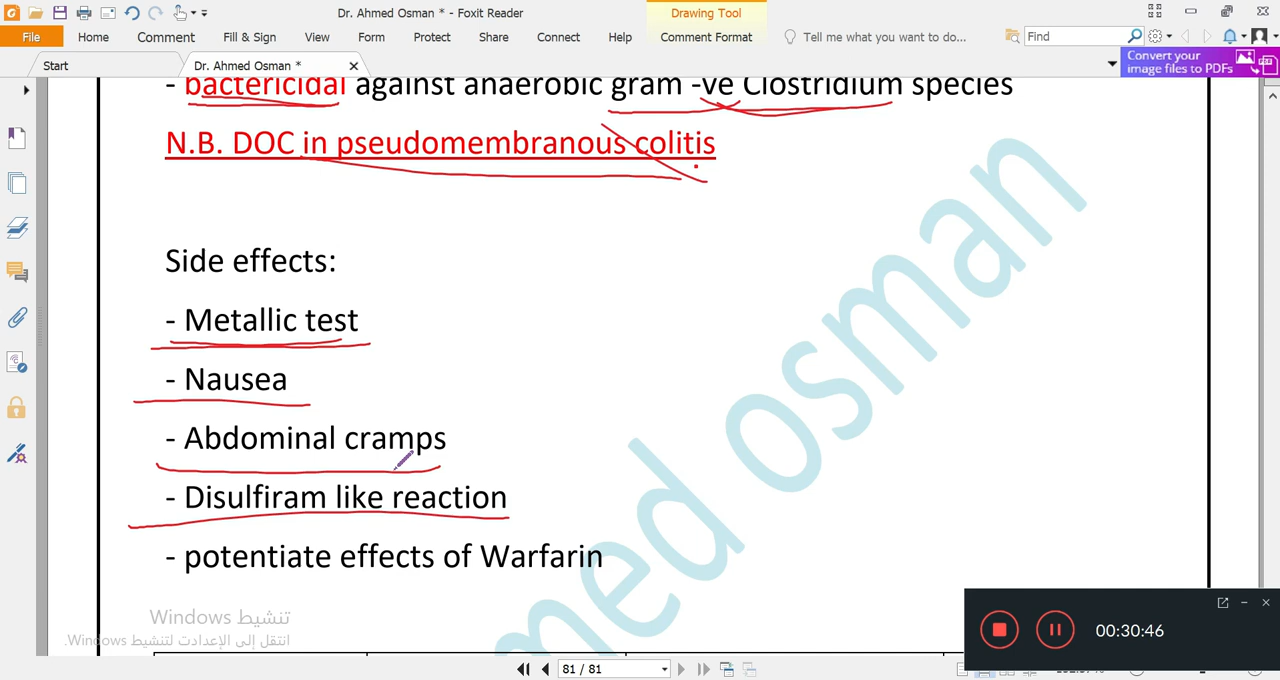 Dr. Ahmed Osman * - Foxit Reader
Drawing Tool
File Home Comment Fill & Sign View Form Protect Share Connect Help Comment Format Tell me what you want to do... Find
Start Dr. Ahmed Osman * Convert your
image files to PDFs
- bactericidal against anaerobic gram -ve Clostridium species
N.B. DOC in pseudomembranous colitis
Side effects:
- Metallic test
- Nausea
- Abdominal cramps
- Disulfiram like reaction
- potentiate effects of Warfarin
med osman
تنشيط Windows
انتقل إلى الإعدادت لتنشيط Windows.
00:30:46
81 / 81